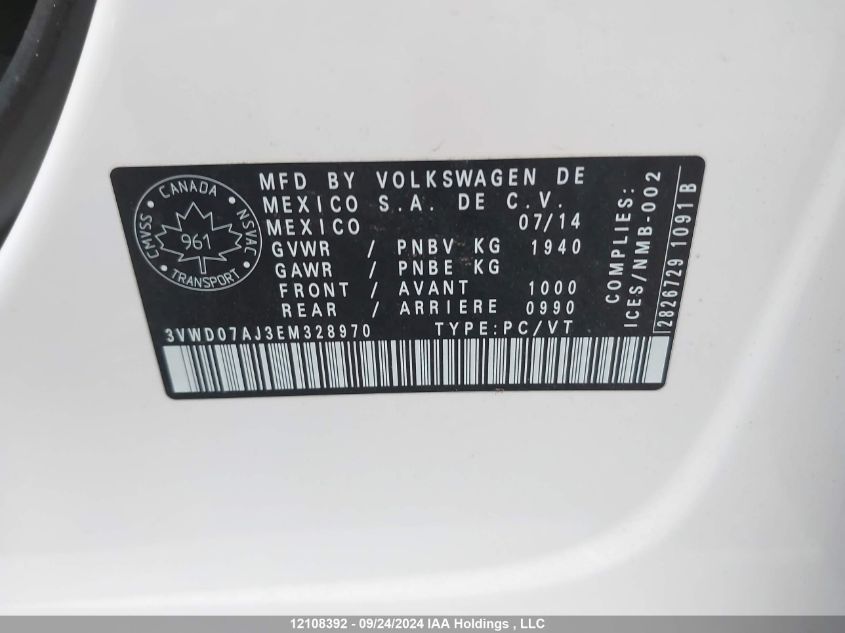 CANADA
CMVSS • NSVAC
961
TRANSPORT
MFD BY VOLKSWAGEN DE
MEXICO S.A. DE C.V.
MEXICO 07/14
GVWR / PNBV KG 1940
GAWR / PNBE KG
FRONT / AVANT 1000
REAR / ARRIERE 0990
3VWD07AJ3EM328970 TYPE:PC/VT
COMPLIES:
ICES/NMB-002
2826729 1091B
12108392 - 09/24/2024 IAA Holdings , LLC